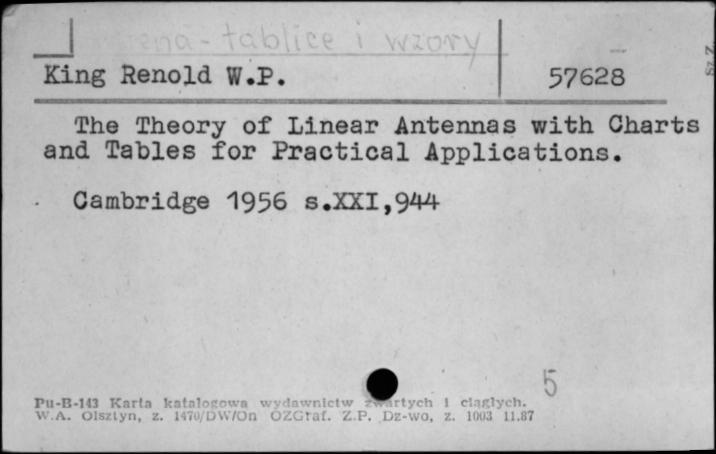 tablice i wzory
King Renold W.P. 57628
The Theory of Linear Antennas with Charts
and Tables for Practical Applications.
Cambridge 1956 s.XXI,944
5
Pu-B-143 Karta katalogowa wydawnictw zwartych i ciągłych.
W.A. Olsztyn, z. 1470/DW/On OZGraf. Z.P. Dz-wo, z. 1003 11.87